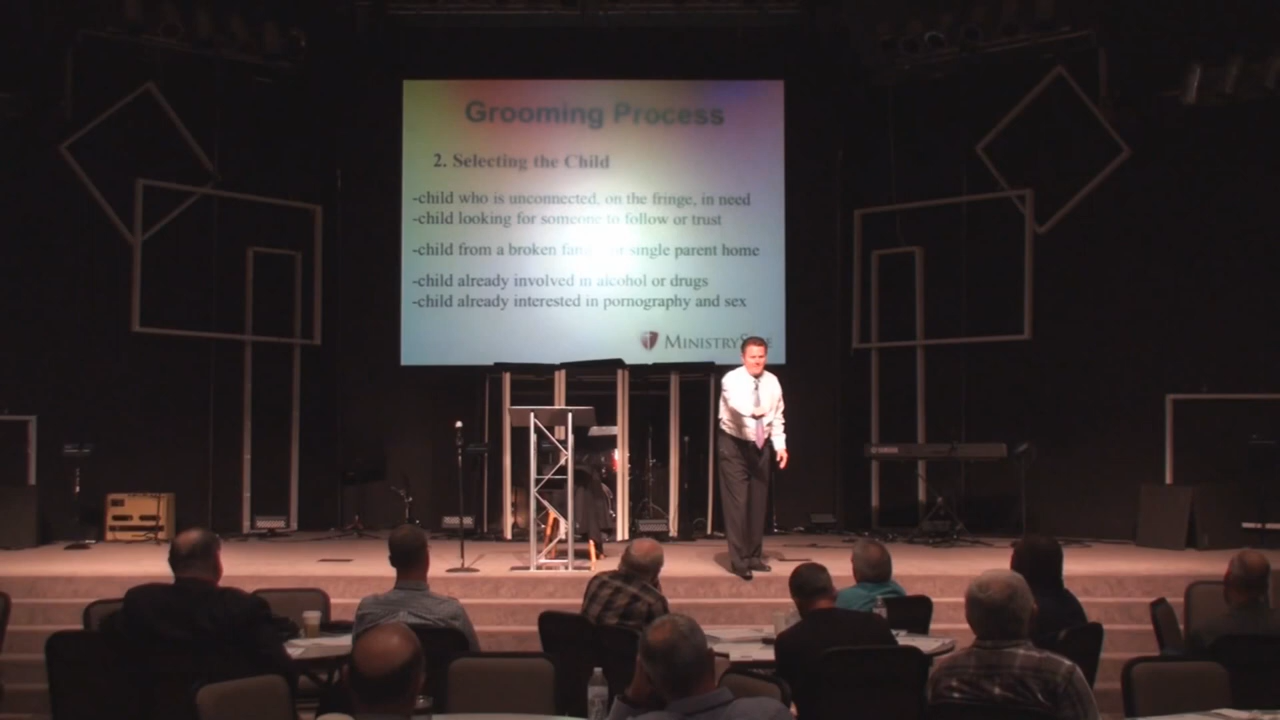 Grooming Process
2. Selecting the Child
-child who is unconnected, on the fringe, in need
-child looking for someone to follow or trust
-child from a broken single parent home
-child already involved in alcohol or drugs
-child already interested in pornography and sex
YAMAHA